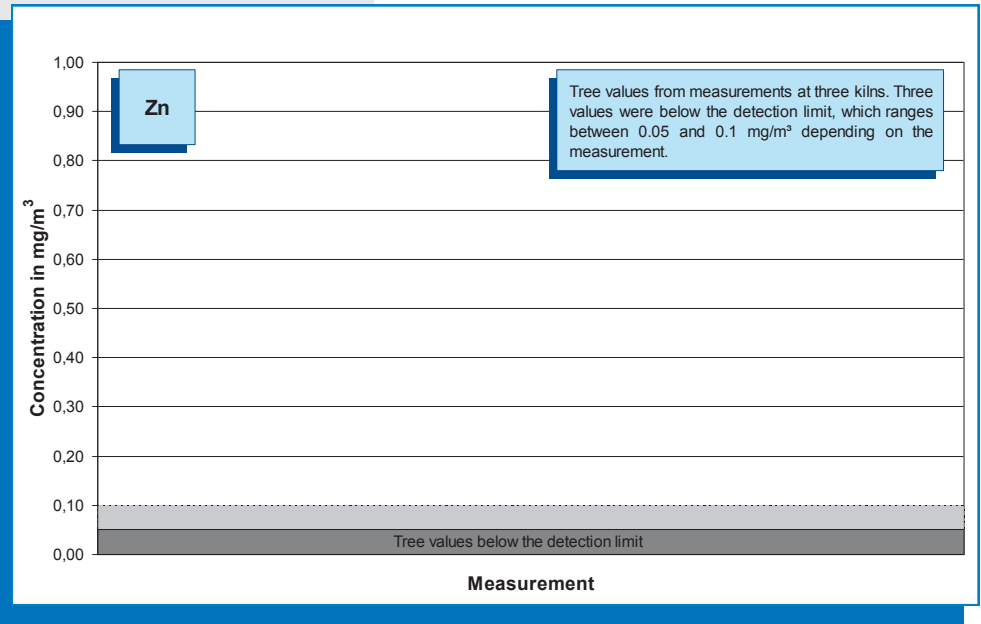 Zn
Tree values from measurements at three kilns. Three
values were below the detection limit, which ranges
between 0.05 and 0.1 mg/m³ depending on the
measurement.
Concentration in mg/m³
1,00
0,90
0,80
0,70
0,60
0,50
0,40
0,30
0,20
0,10
0,00
Tree values below the detection limit
Measurement